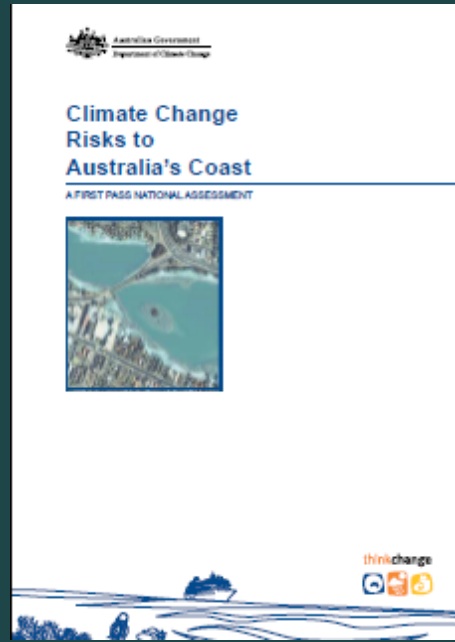 Australian Government
Department of Climate Change
Climate Change
Risks to
Australia's Coast
A FIRST PASS NATIONAL ASSESSMENT
thinkchange